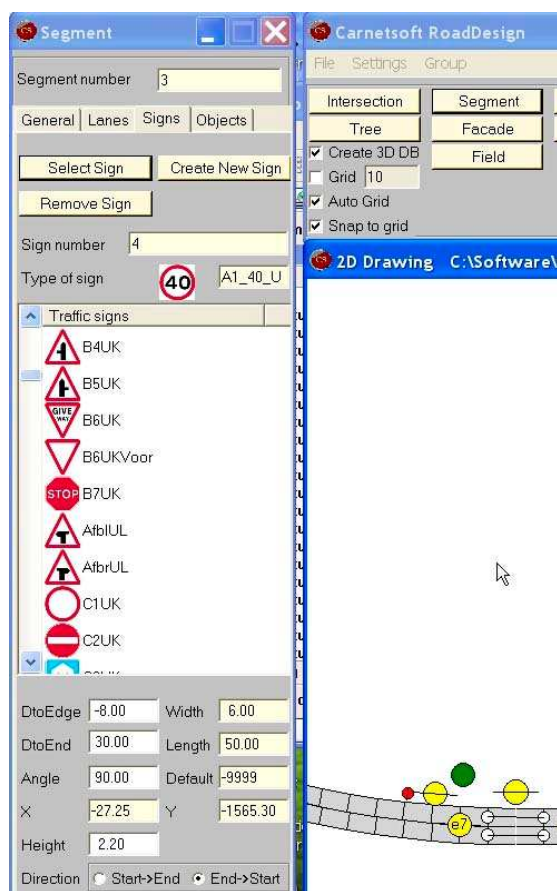 Segment
Segment number 3
General Lanes Signs Objects
Select Sign Create New Sign
Remove Sign
Sign number 4
Type of sign 40 A1_40_U
Traffic signs
B4UK
B5UK
GIVE WAY B6UK
B6UKVoor
STOP B7UK
AfblUL
AfbrUL
C1UK
C2UK
DtoEdge -8.00 Width 6.00
DtoEnd 30.00 Length 50.00
Angle 90.00 Default -9999
X -27.25 Y -1565.30
Height 2.20
Direction Start->End End->Start
Carnetsoft RoadDesign
File Settings Group
Intersection Segment
Tree Facade
Create 3D DB Field
Grid 10
Auto Grid
Snap to grid
2D Drawing C:\Software\
e7